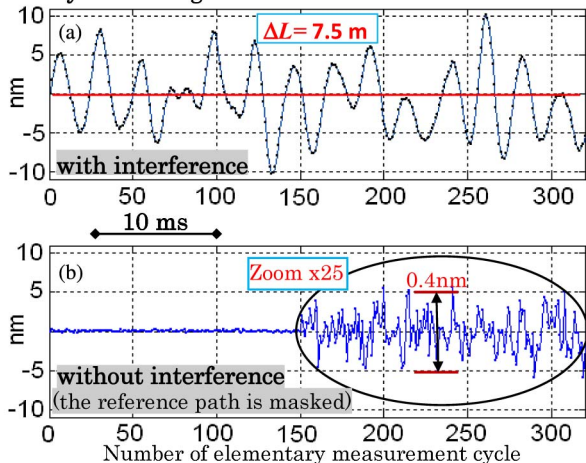 (a)
ΔL= 7.5 m
nm
10
5
0
-5
-10
with interference
0 50 100 150 200 250 300
10 ms
(b)
Zoom x25
0.4nm
nm
10
5
0
-5
-10
without interference
(the reference path is masked)
0 50 100 150 200 250 300
Number of elementary measurement cycle